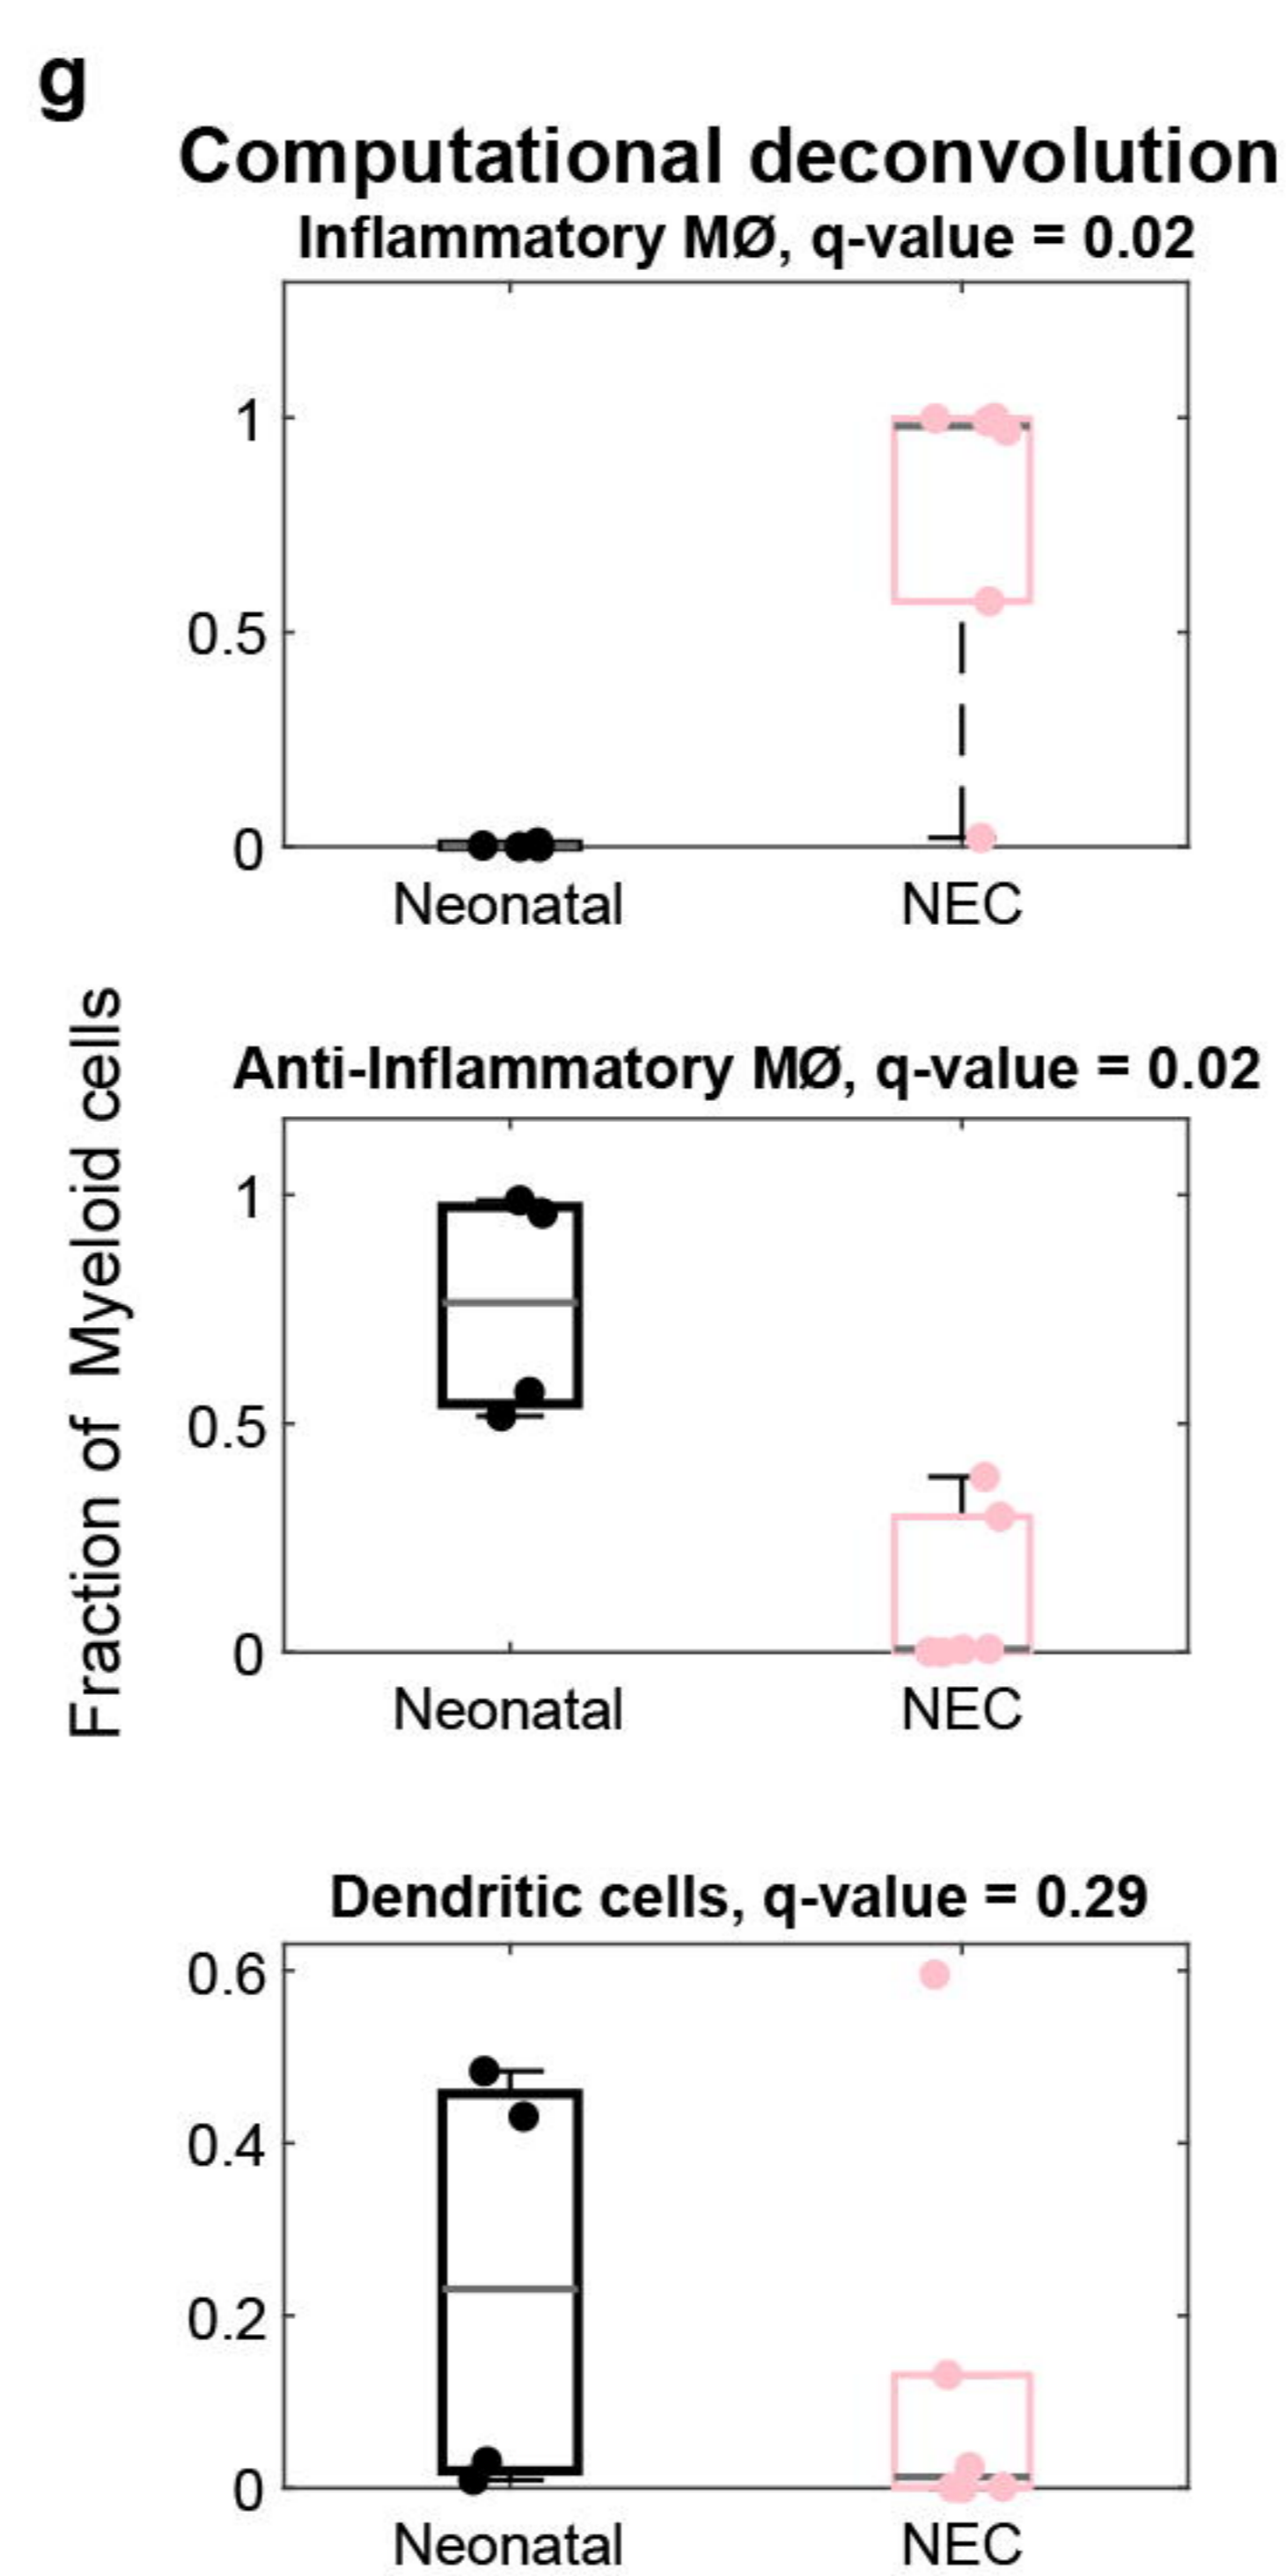 g
Computational deconvolution
Inflammatory MØ, q-value = 0.02
1
0.5
0
Neonatal NEC
Fraction of Myeloid cells
Anti-Inflammatory MØ, q-value = 0.02
1
0.5
0
Neonatal NEC
Dendritic cells, q-value = 0.29
0.6
0.4
0.2
0
Neonatal NEC